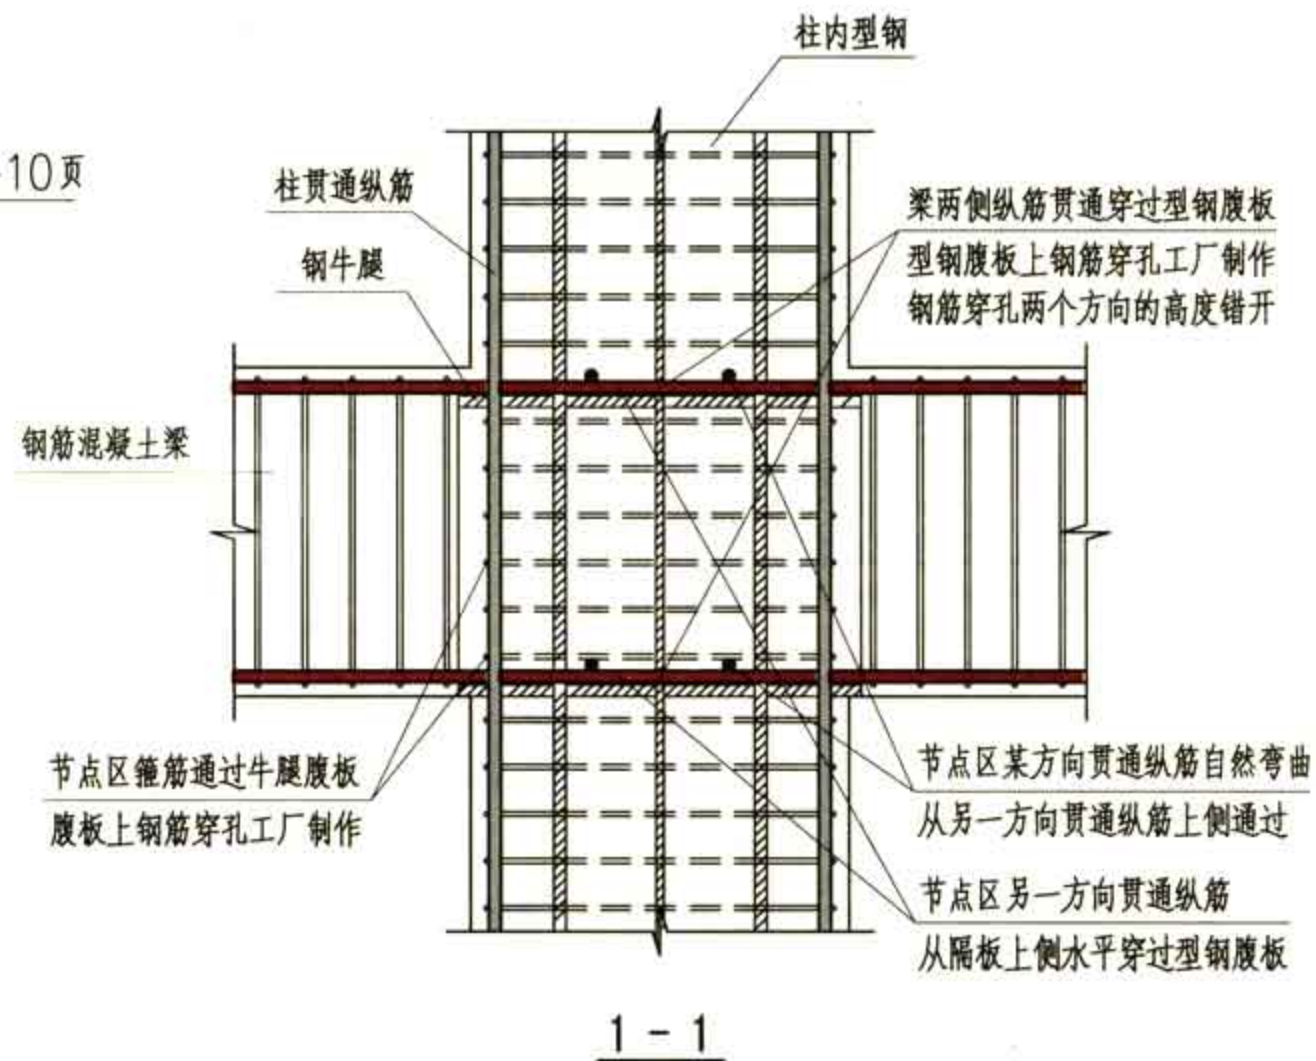 柱内型钢
10页
柱贯通纵筋
钢牛腿
梁两侧纵筋贯通穿过型钢腹板
型钢腹板上钢筋穿孔工厂制作
钢筋穿孔两个方向的高度错开
钢筋混凝土梁
节点区箍筋通过牛腿腹板
腹板上钢筋穿孔工厂制作
节点区某方向贯通纵筋自然弯曲
从另一方向贯通纵筋上侧通过
节点区另一方向贯通纵筋
从隔板上侧水平穿过型钢腹板
1 - 1